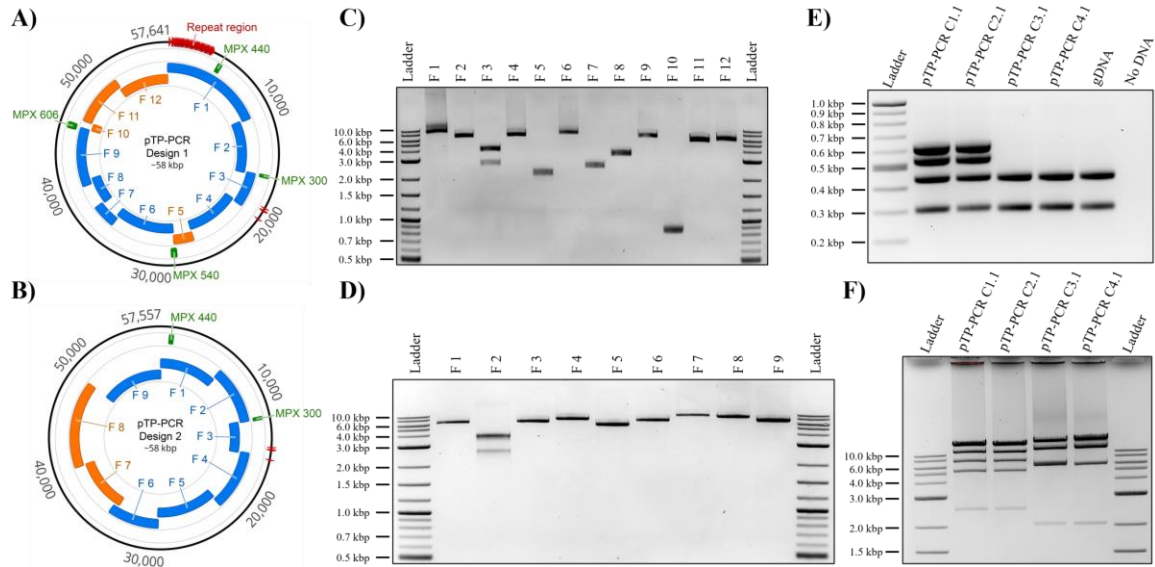 A)
57,641
Repeat region
MPX 440
50,000
10,000
F 12
F 1
F 11
MPX 606
F 10
pTP-PCR
Design 1
~58 kbp
F 2
F 9
F 3
MPX 300
F 8
F 4
40,000
F 7
F 6
F 5
20,000
30,000
MPX 540
B)
57,557
MPX 440
50,000
10,000
F 9
F 1
F 2
pTP-PCR
Design 2
~58 kbp
MPX 300
F 8
F 3
F 4
F 7
40,000
F 6
F 5
20,000
30,000
C)
Ladder
F 1
F 2
F 3
F 4
F 5
F 6
F 7
F 8
F 9
F 10
F 11
F 12
Ladder
10.0 kbp
6.0 kbp
4.0 kbp
3.0 kbp
2.0 kbp
1.0 kbp
0.7 kbp
0.5 kbp
D)
Ladder
F 1
F 2
F 3
F 4
F 5
F 6
F 7
F 8
F 9
Ladder
10.0 kbp
6.0 kbp
4.0 kbp
3.0 kbp
2.0 kbp
1.5 kbp
1.0 kbp
0.7 kbp
0.5 kbp
E)
Ladder
pTP-PCR C1.1
pTP-PCR C2.1
pTP-PCR C3.1
pTP-PCR C4.1
gDNA
No DNA
1.0 kbp
0.9 kbp
0.8 kbp
0.7 kbp
0.6 kbp
0.5 kbp
0.4 kbp
0.3 kbp
0.2 kbp
F)
Ladder
pTP-PCR C1.1
pTP-PCR C2.1
pTP-PCR C3.1
pTP-PCR C4.1
Ladder
10.0 kbp
6.0 kbp
4.0 kbp
3.0 kbp
2.0 kbp
1.5 kbp